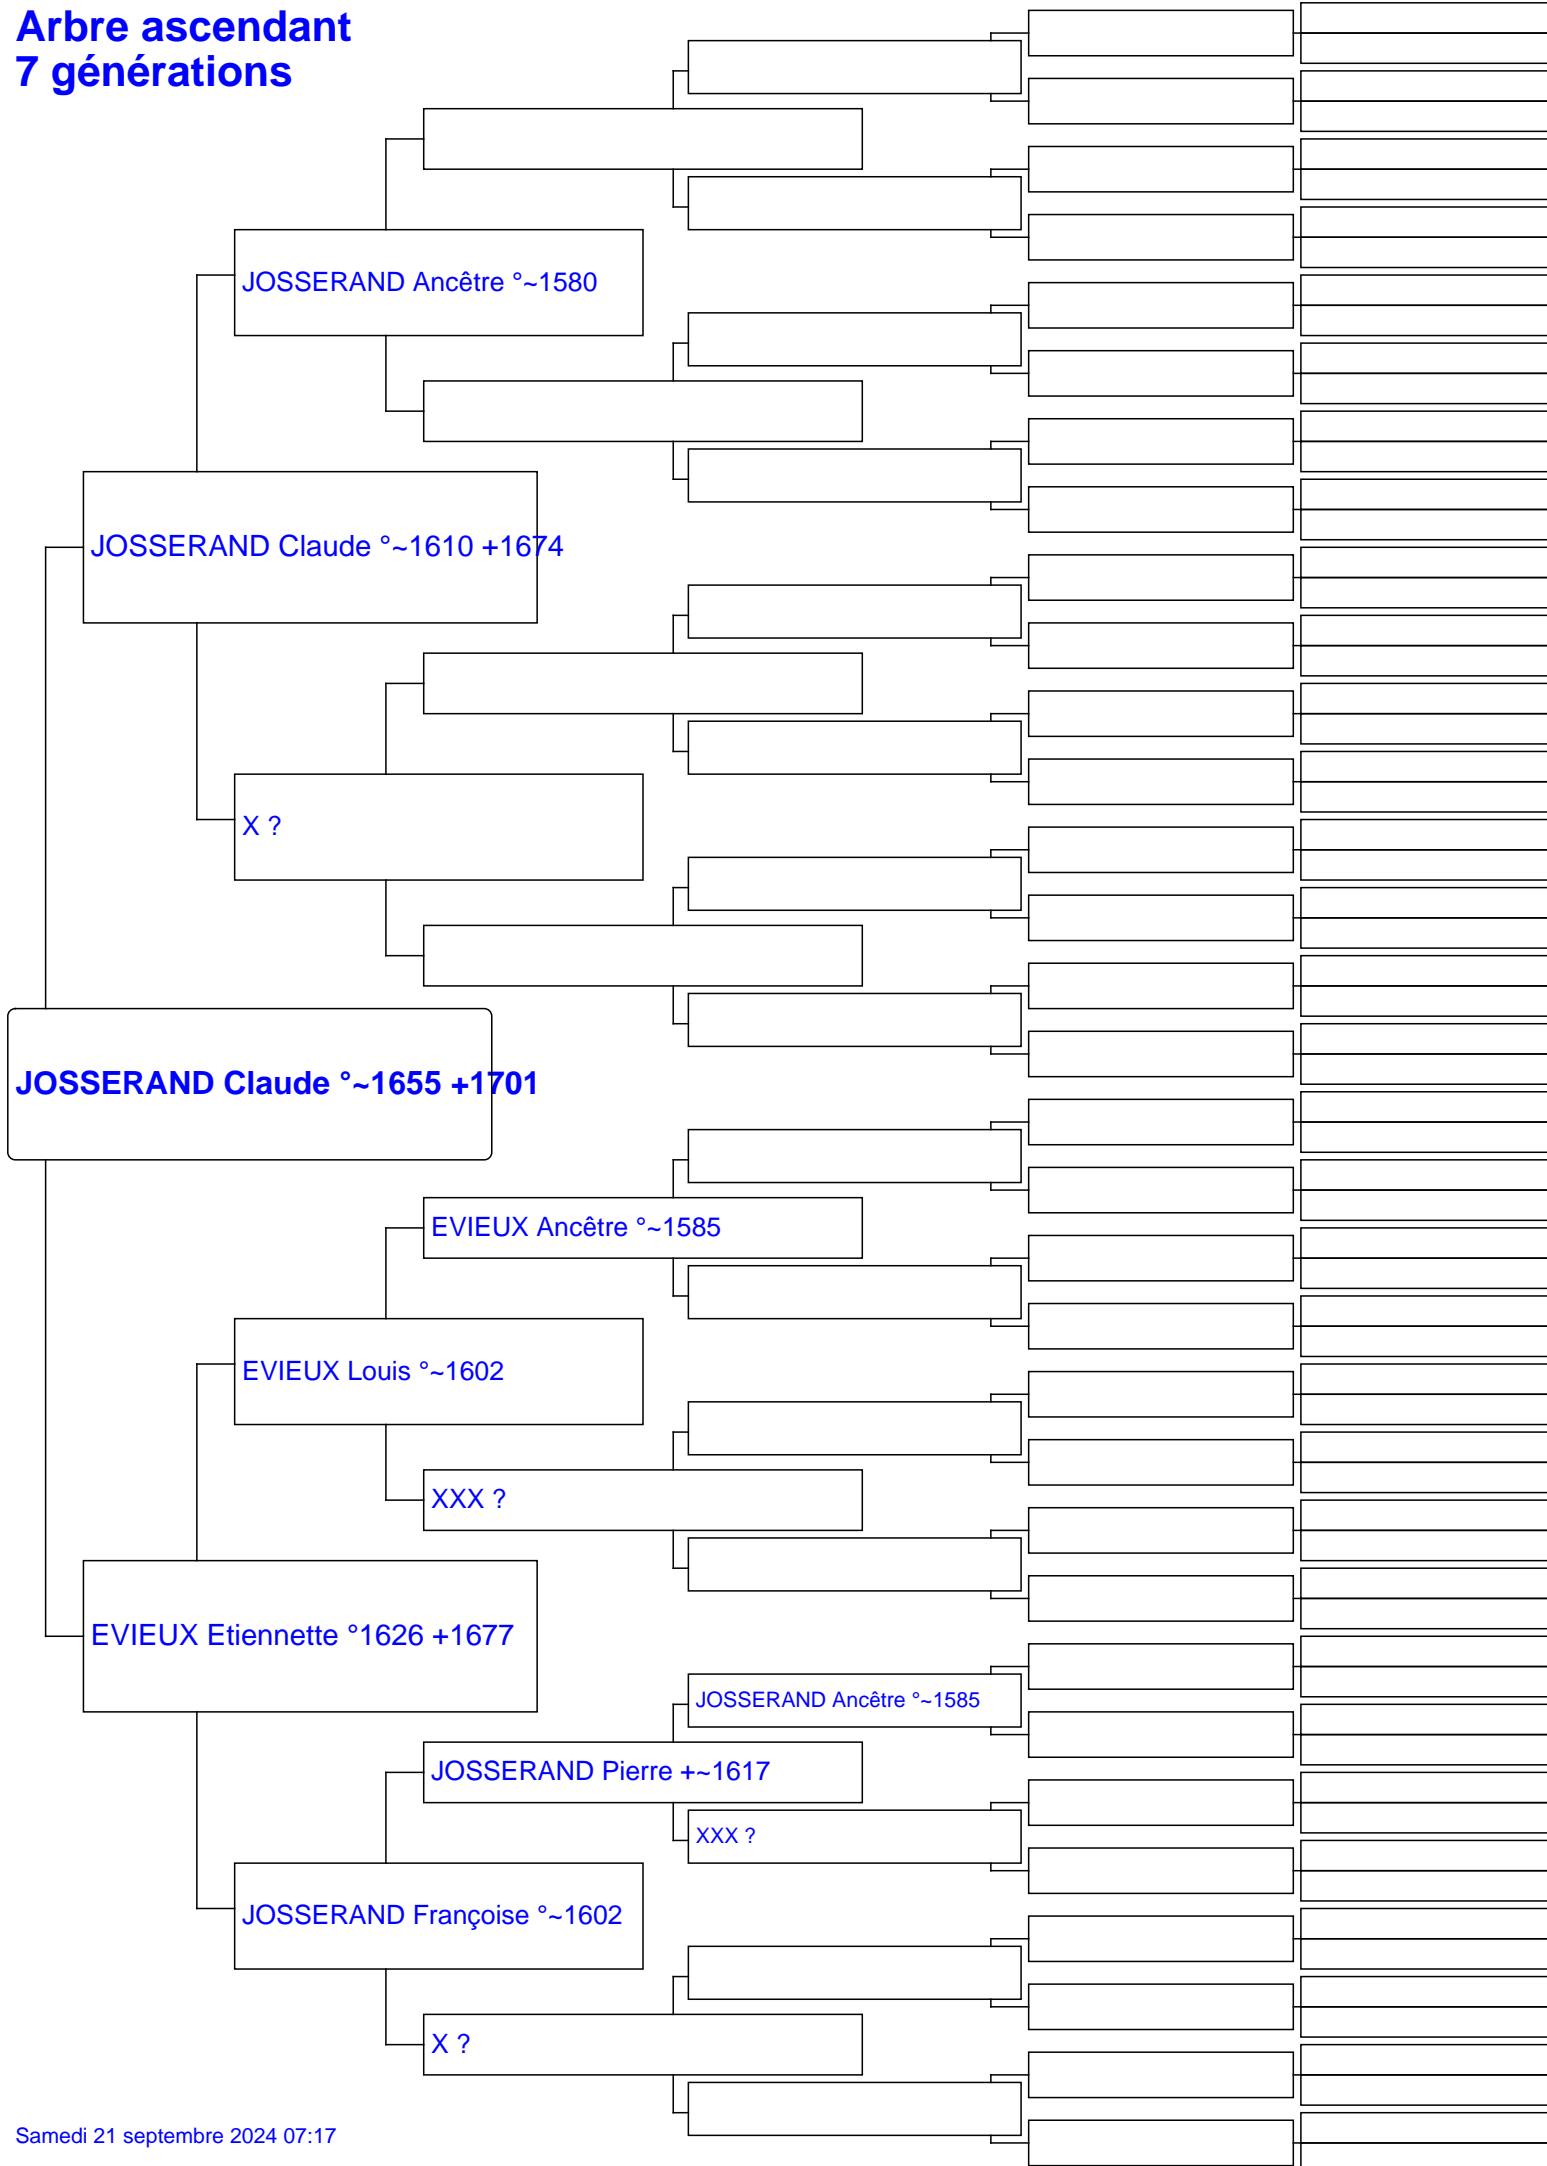 Arbre ascendant
7 générations
JOSSERAND Ancêtre °~1580
JOSSERAND Claude °~1610 +1674
X ?
JOSSERAND Claude °~1655 +1701
EVIEUX Ancêtre °~1585
EVIEUX Louis °~1602
XXX ?
EVIEUX Etiennette °1626 +1677
JOSSERAND Ancêtre °~1585
JOSSERAND Pierre +~1617
XXX ?
JOSSERAND Françoise °~1602
X ?
Samedi 21 septembre 2024 07:17